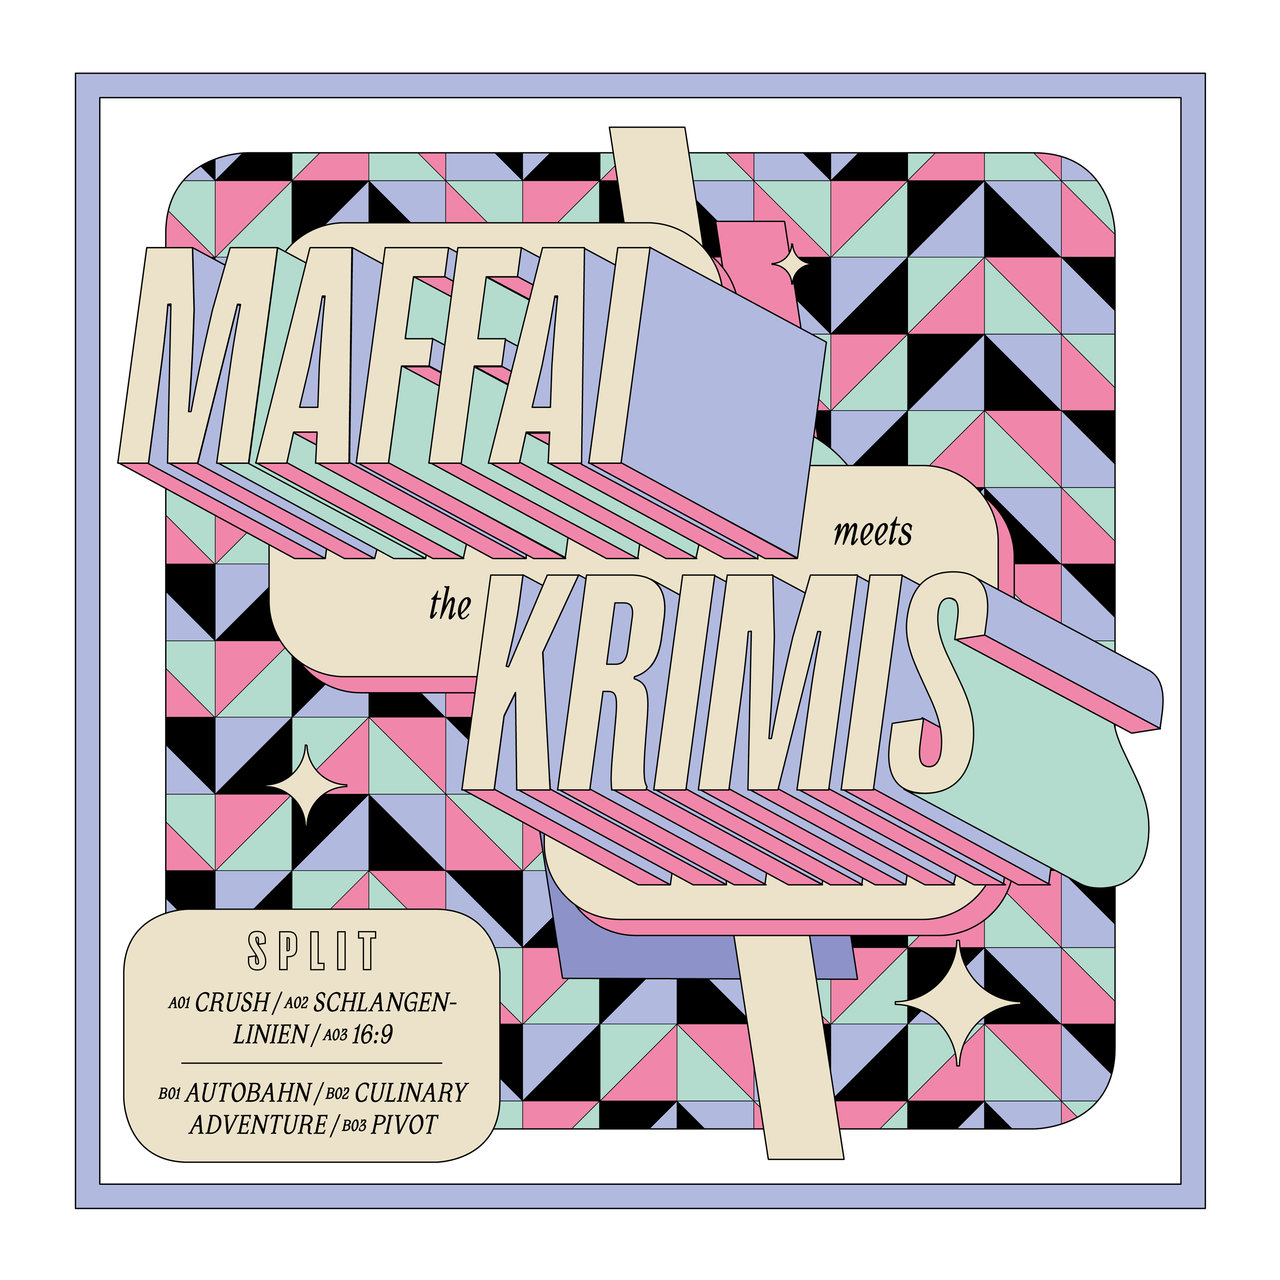 MAFFAI
meets
the
KRIMIS
SPLIT
A01 CRUSH / A02 SCHLANGEN-
LINIEN / A03 16:9
B01 AUTOBAHN / B02 CULINARY
ADVENTURE / B03 PIVOT